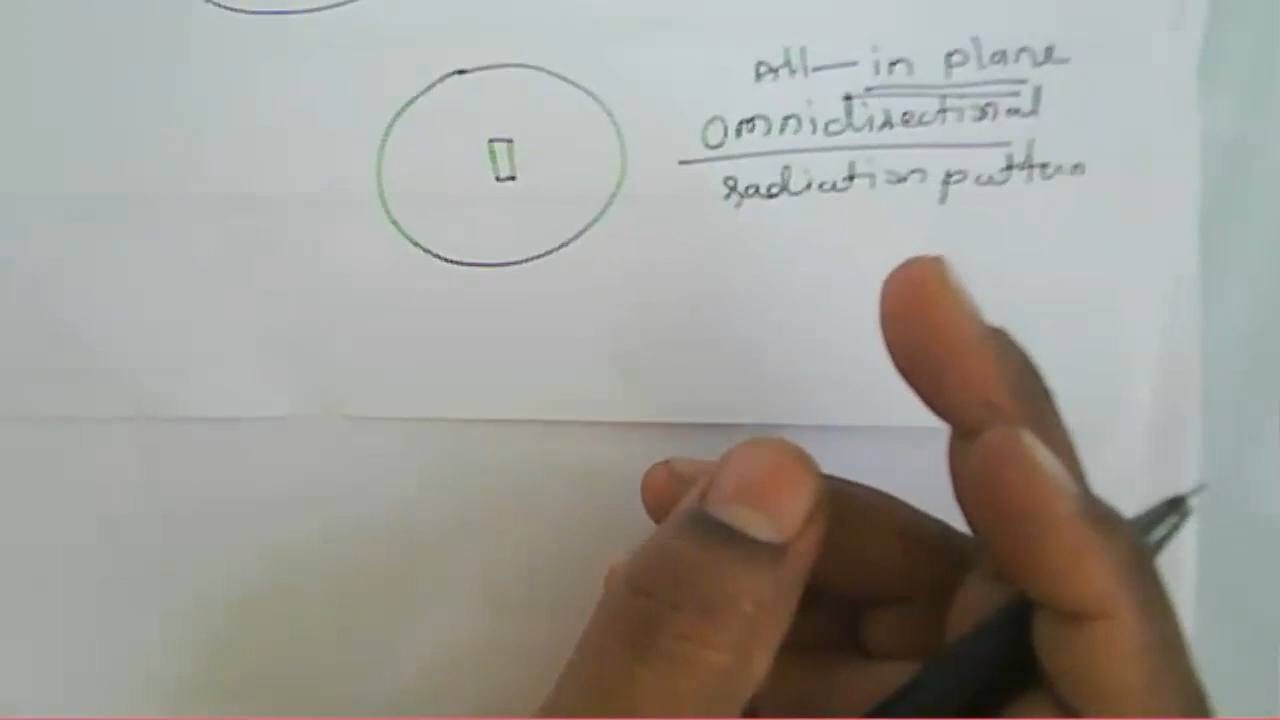 All — in plane
Omnidirectional
radiation pattern